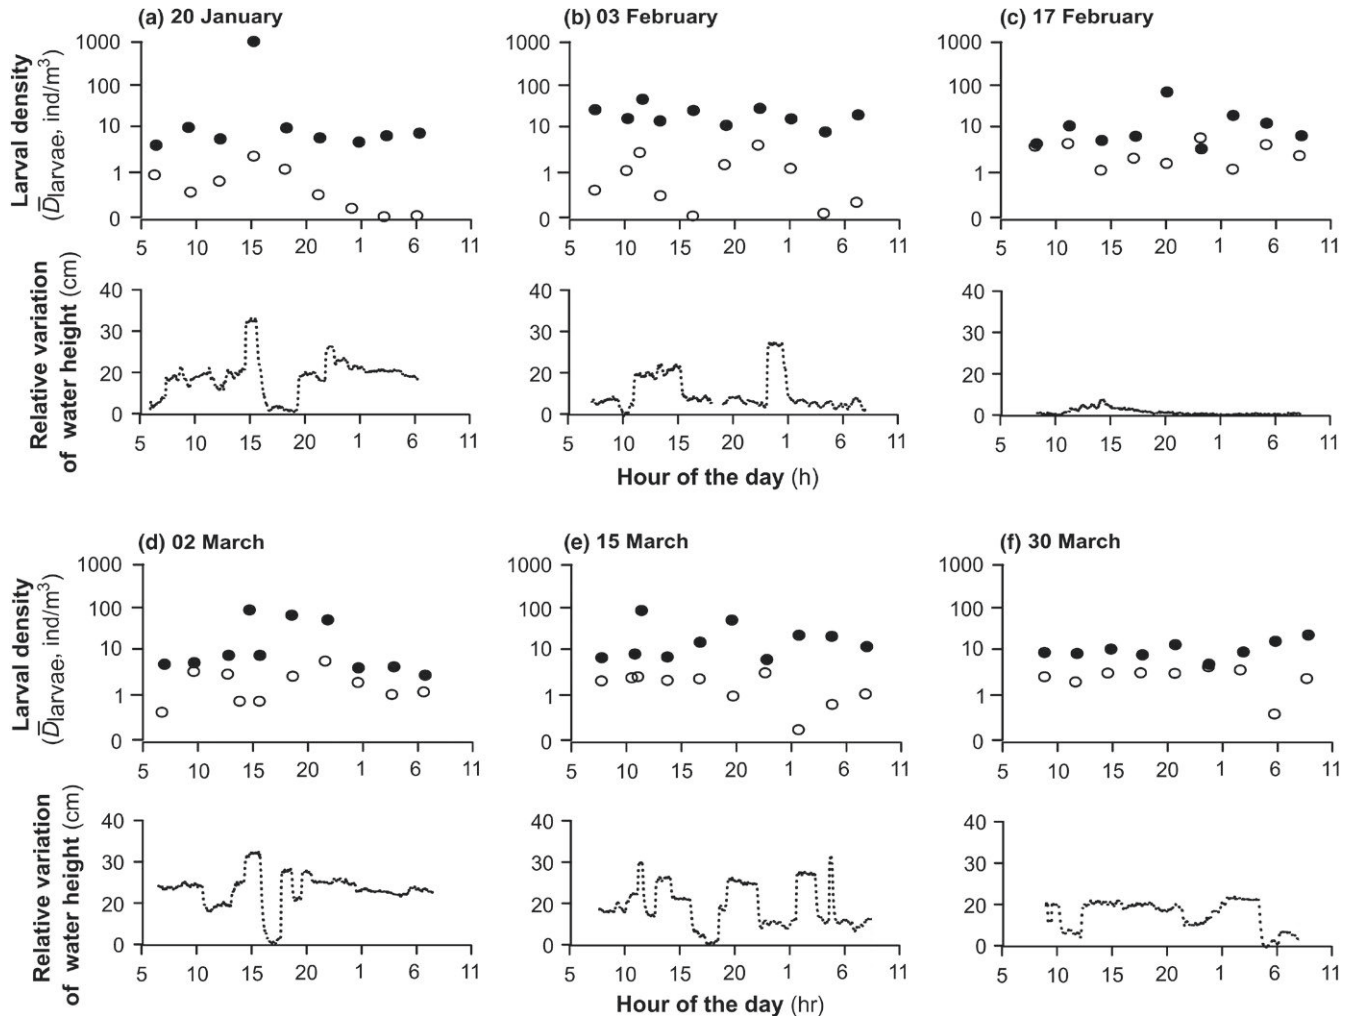 (a) 20 January
(b) 03 February
(c) 17 February
Larval density
(D̅larvae, ind/m³)
1000
100
10
1
0
5 10 15 20 1 6 11
1000
100
10
1
0
5 10 15 20 1 6 11
1000
100
10
1
0
5 10 15 20 1 6 11
Relative variation
of water height (cm)
40
30
20
10
0
5 10 15 20 1 6 11
40
30
20
10
0
5 10 15 20 1 6 11
40
30
20
10
0
5 10 15 20 1 6 11
Hour of the day (h)
(d) 02 March
(e) 15 March
(f) 30 March
Larval density
(D̅larvae, ind/m³)
1000
100
10
1
0
5 10 15 20 1 6 11
1000
100
10
1
0
5 10 15 20 1 6 11
1000
100
10
1
0
5 10 15 20 1 6 11
Relative variation
of water height (cm)
40
30
20
10
0
5 10 15 20 1 6 11
40
30
20
10
0
5 10 15 20 1 6 11
40
30
20
10
0
5 10 15 20 1 6 11
Hour of the day (hr)